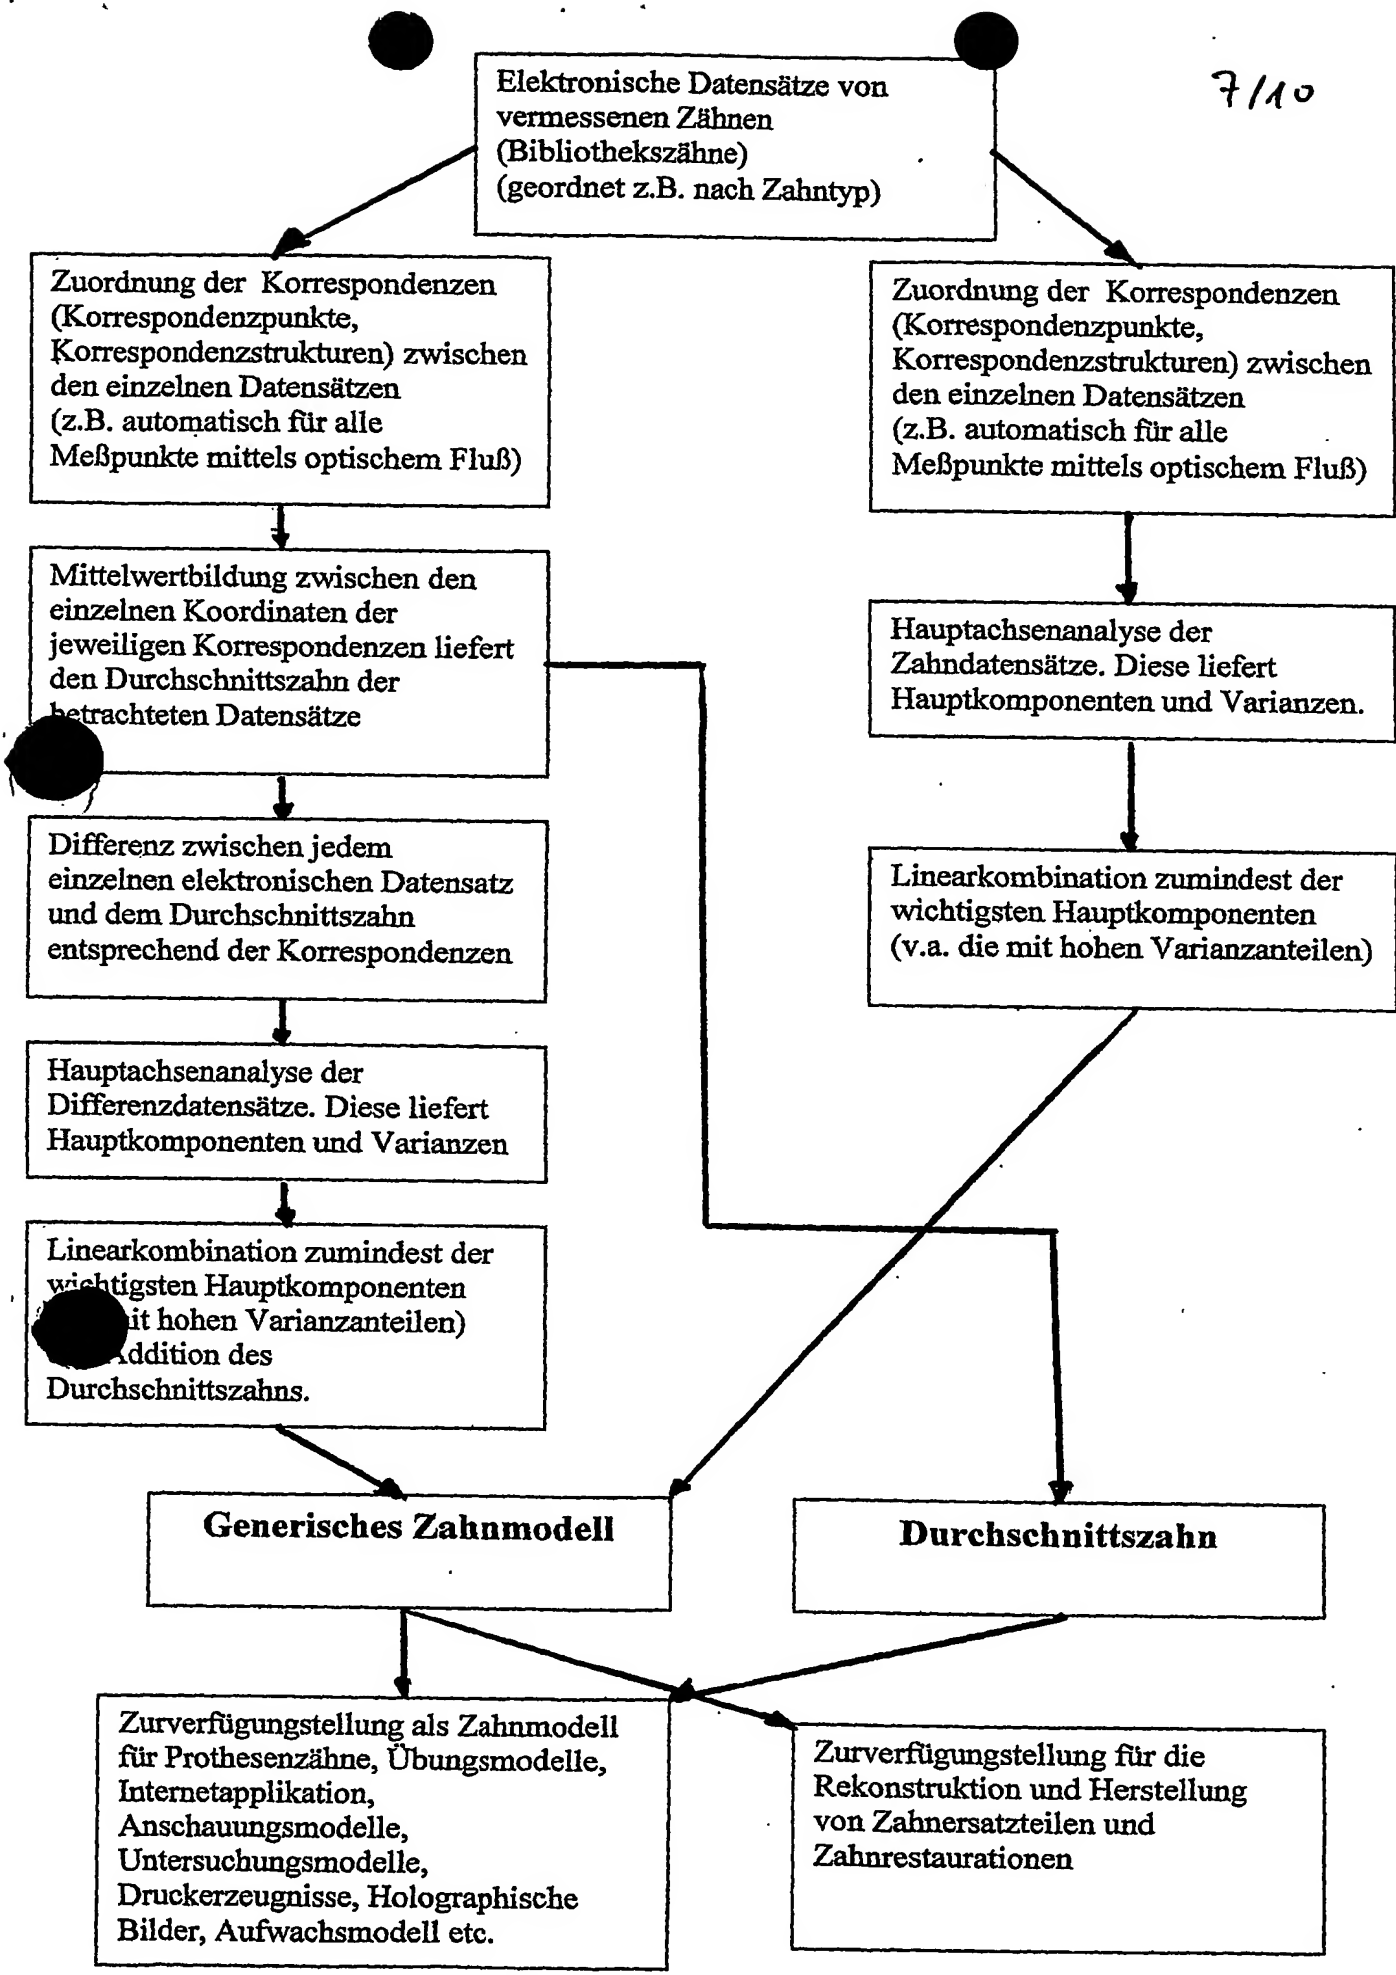 7/10
Elektronische Datensätze von
vermessenen Zähnen
(Bibliothekszähne)
(geordnet z.B. nach Zahntyp)
Zuordnung der Korrespondenzen
(Korrespondenzpunkte,
Korrespondenzstrukturen) zwischen
den einzelnen Datensätzen
(z.B. automatisch für alle
Meßpunkte mittels optischem Fluß)
Mittelwertbildung zwischen den
einzelnen Koordinaten der
jeweiligen Korrespondenzen liefert
den Durchschnittszahn der
betrachteten Datensätze
Differenz zwischen jedem
einzelnen elektronischen Datensatz
und dem Durchschnittszahn
entsprechend der Korrespondenzen
Hauptachsenanalyse der
Differenzdatensätze. Diese liefert
Hauptkomponenten und Varianzen
Linearkombination zumindest der
wichtigsten Hauptkomponenten
hohen Varianzanteilen)
Addition des
Durchschnittszahns.
Zuordnung der Korrespondenzen
(Korrespondenzpunkte,
Korrespondenzstrukturen) zwischen
den einzelnen Datensätzen
(z.B. automatisch für alle
Meßpunkte mittels optischem Fluß)
Hauptachsenanalyse der
Zahndatensätze. Diese liefert
Hauptkomponenten und Varianzen.
Linearkombination zumindest der
wichtigsten Hauptkomponenten
(v.a. die mit hohen Varianzanteilen)
Generisches Zahnmodell
Durchschnittszahn
Zurverfügungstellung als Zahnmodell
für Prothesenzähne, Übungsmodelle,
Internetapplikation,
Anschauungsmodelle,
Untersuchungsmodelle,
Druckerzeugnisse, Holographische
Bilder, Aufwachsmodell etc.
Zurverfügungstellung für die
Rekonstruktion und Herstellung
von Zahnersatzteilen und
Zahnrestaurationen